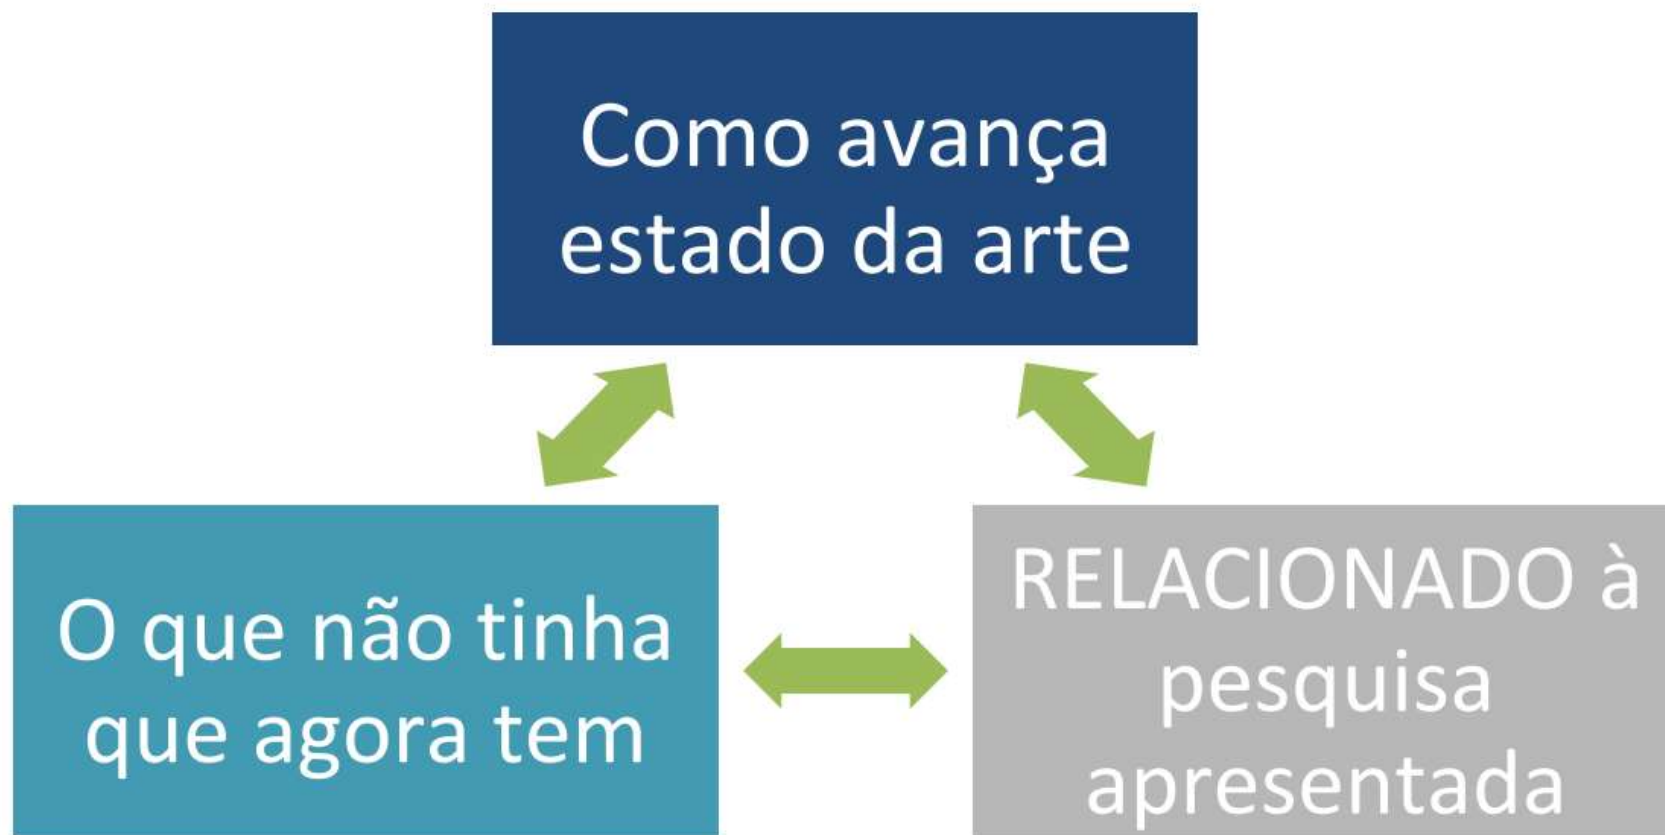 Como avança
estado da arte
O que não tinha
que agora tem
RELACIONADO à
pesquisa
apresentada